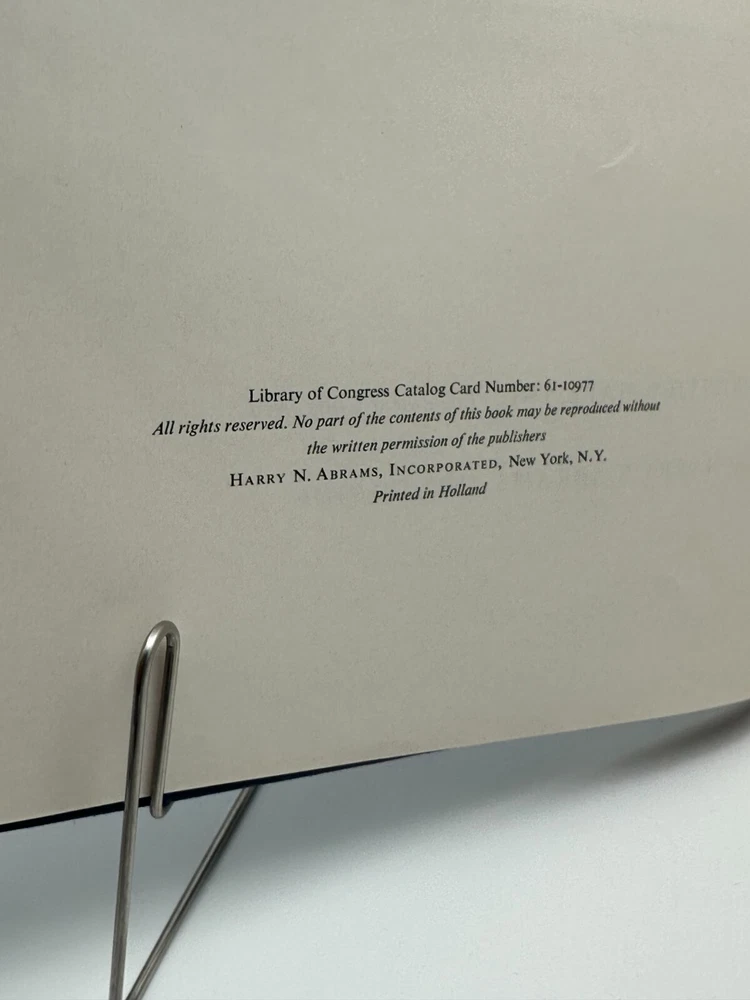 Library of Congress Catalog Card Number: 61-10977
All rights reserved. No part of the contents of this book may be reproduced without
the written permission of the publishers
HARRY N. ABRAMS, INCORPORATED, New York, N.Y.
Printed in Holland